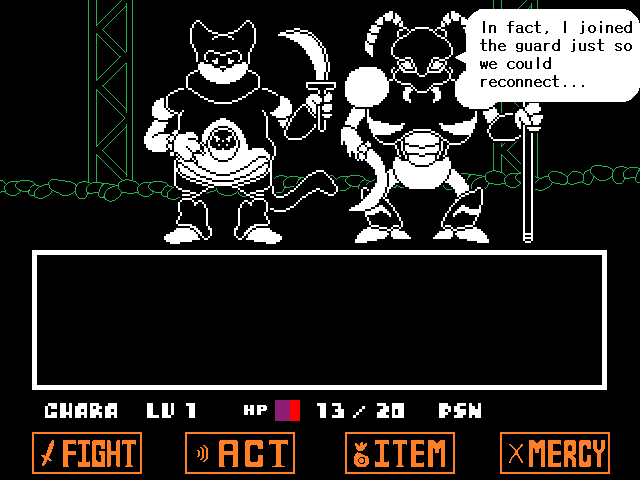 In fact, I joined
the guard just so
we could
reconnect...
CHARA LV 1 HP 13 / 20 PSN
FIGHT ACT ITEM MERCY